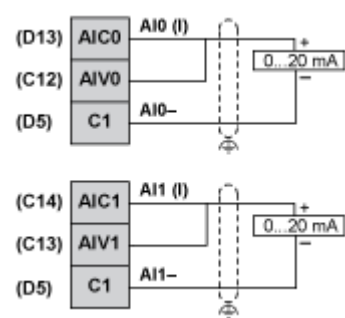 (D13) AIC0 AI0 (I)
+
0...20 mA
(C12) AIV0
–
(D5) C1 AI0–
(C14) AIC1 AI1 (I)
+
0...20 mA
(C13) AIV1
–
(D5) C1 AI1–